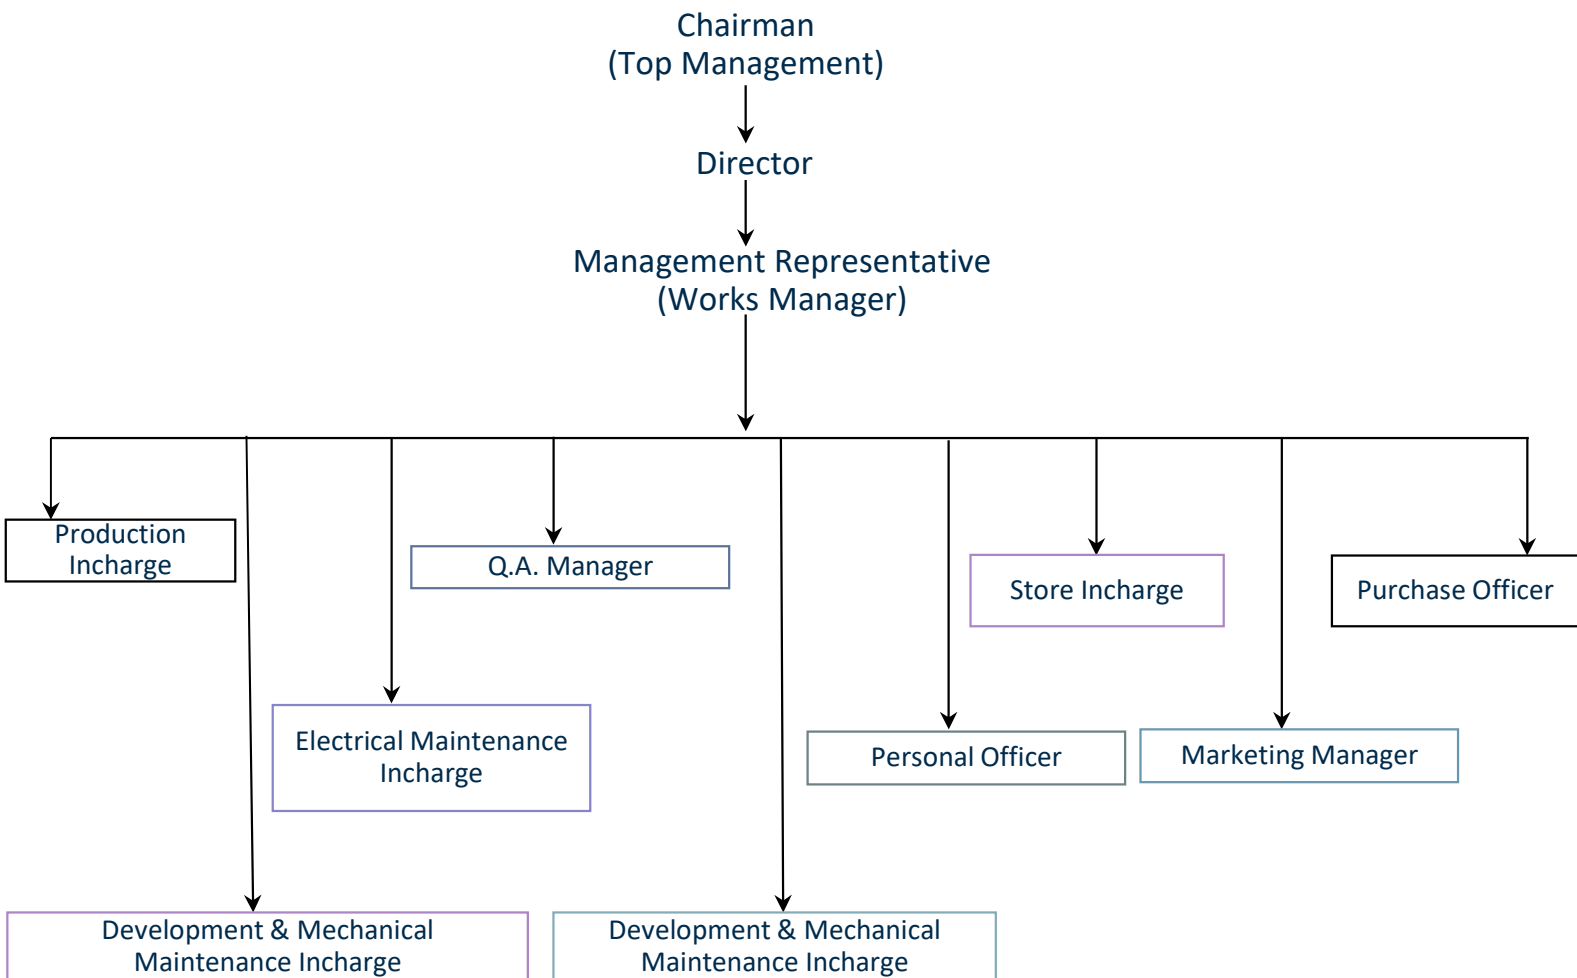 Chairman
(Top Management)
Director
Management Representative
(Works Manager)
Production
Incharge
Q.A. Manager
Store Incharge
Purchase Officer
Electrical Maintenance
Incharge
Personal Officer
Marketing Manager
Development & Mechanical
Maintenance Incharge
Development & Mechanical
Maintenance Incharge